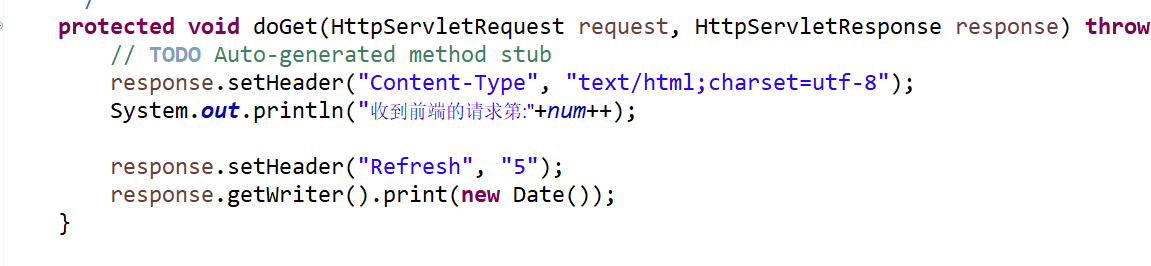 protected void doGet(HttpServletRequest request, HttpServletResponse response) throw
// TODO Auto-generated method stub
response.setHeader("Content-Type", "text/html;charset=utf-8");
System.out.println("收到前端的请求第:"+num++);
response.setHeader("Refresh", "5");
response.getWriter().print(new Date());
}